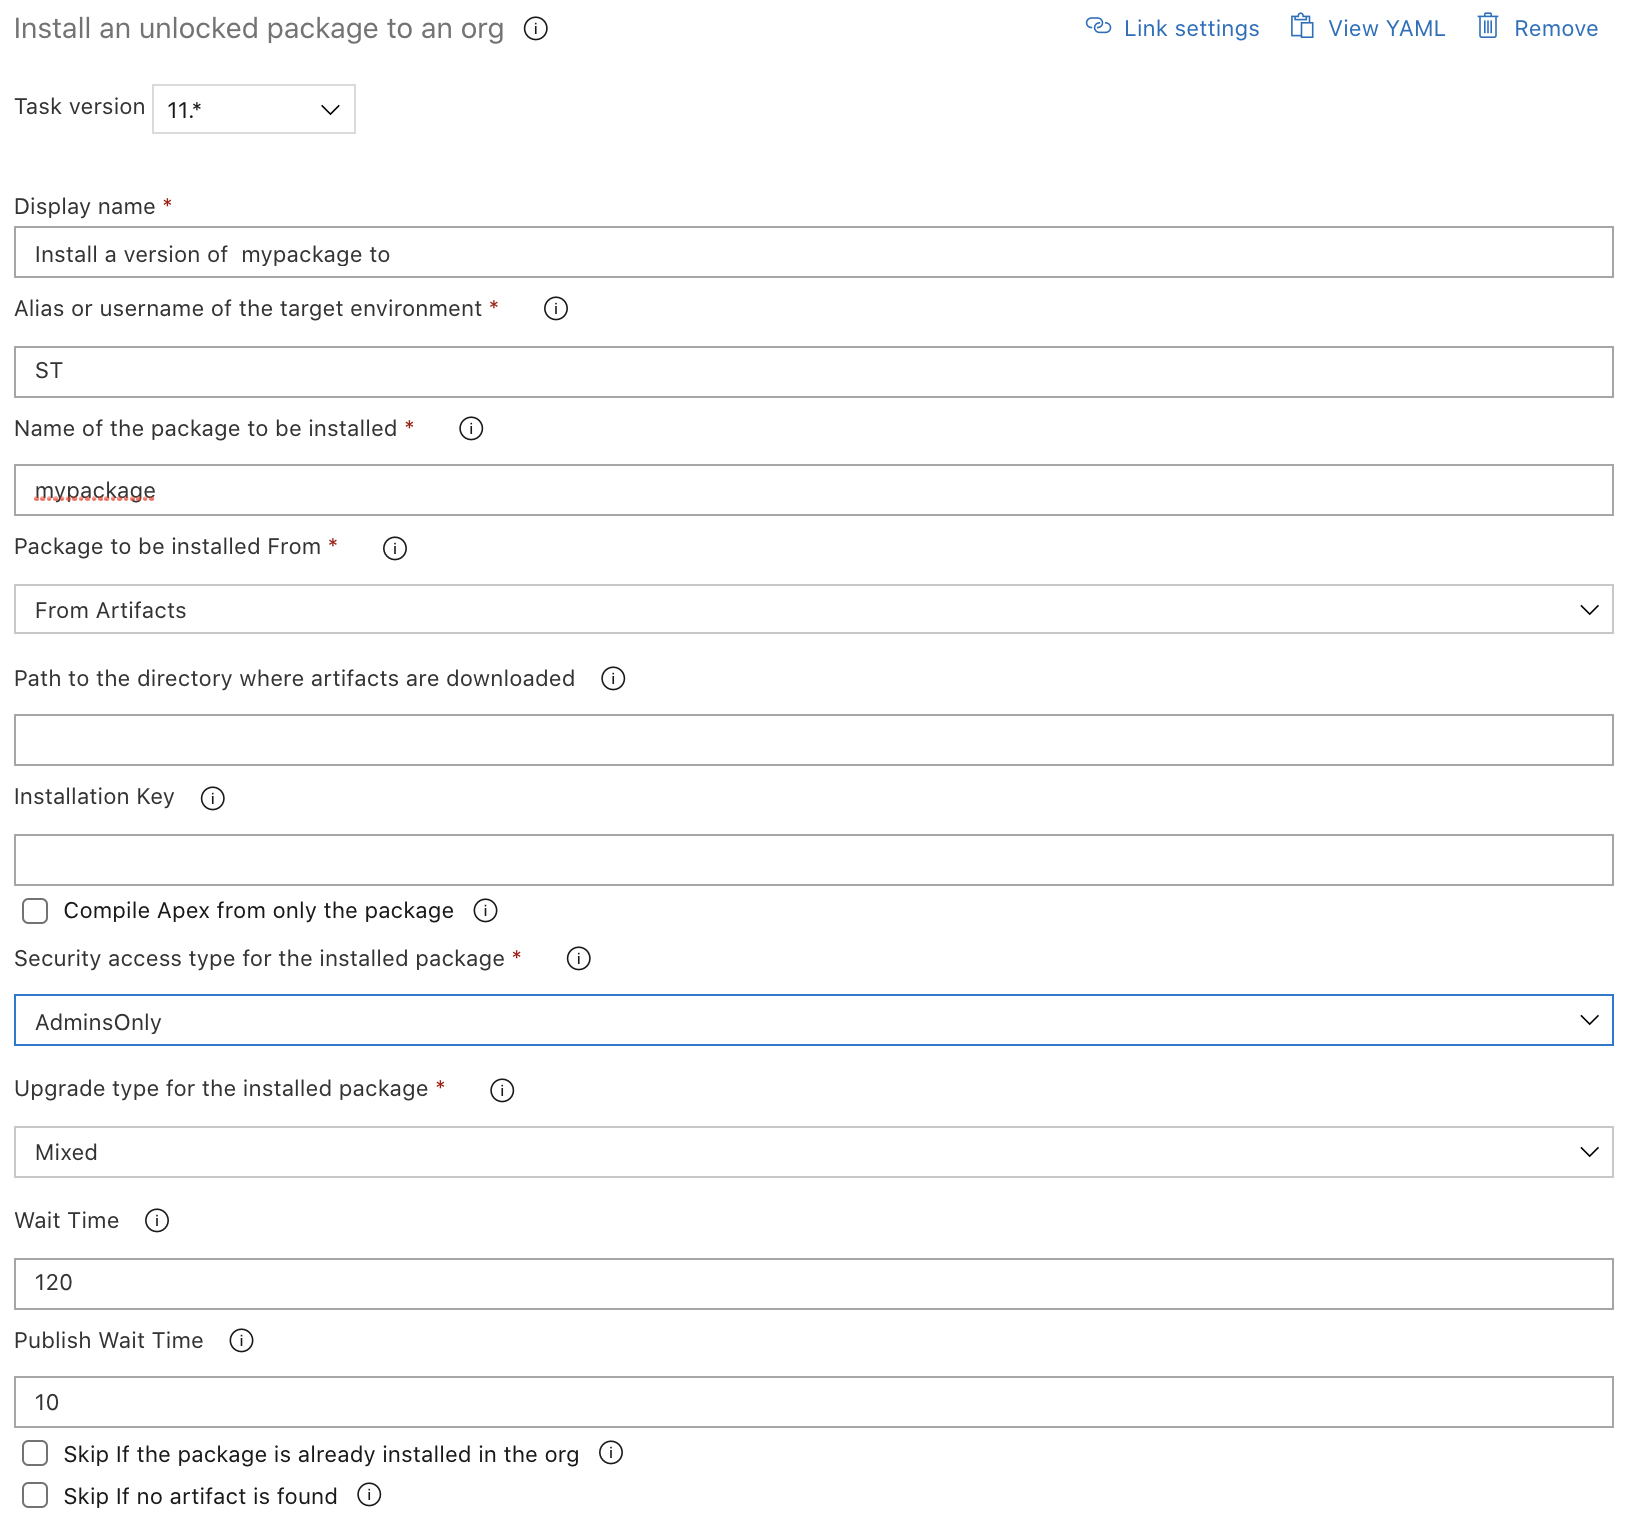 Install an unlocked package to an org
Link settings View YAML Remove
Task version 11.*
Display name *
Install a version of  mypackage to
Alias or username of the target environment *
ST
Name of the package to be installed *
mypackage
Package to be installed From *
From Artifacts
Path to the directory where artifacts are downloaded
Installation Key
Compile Apex from only the package
Security access type for the installed package *
AdminsOnly
Upgrade type for the installed package *
Mixed
Wait Time
120
Publish Wait Time
10
Skip If the package is already installed in the org
Skip If no artifact is found